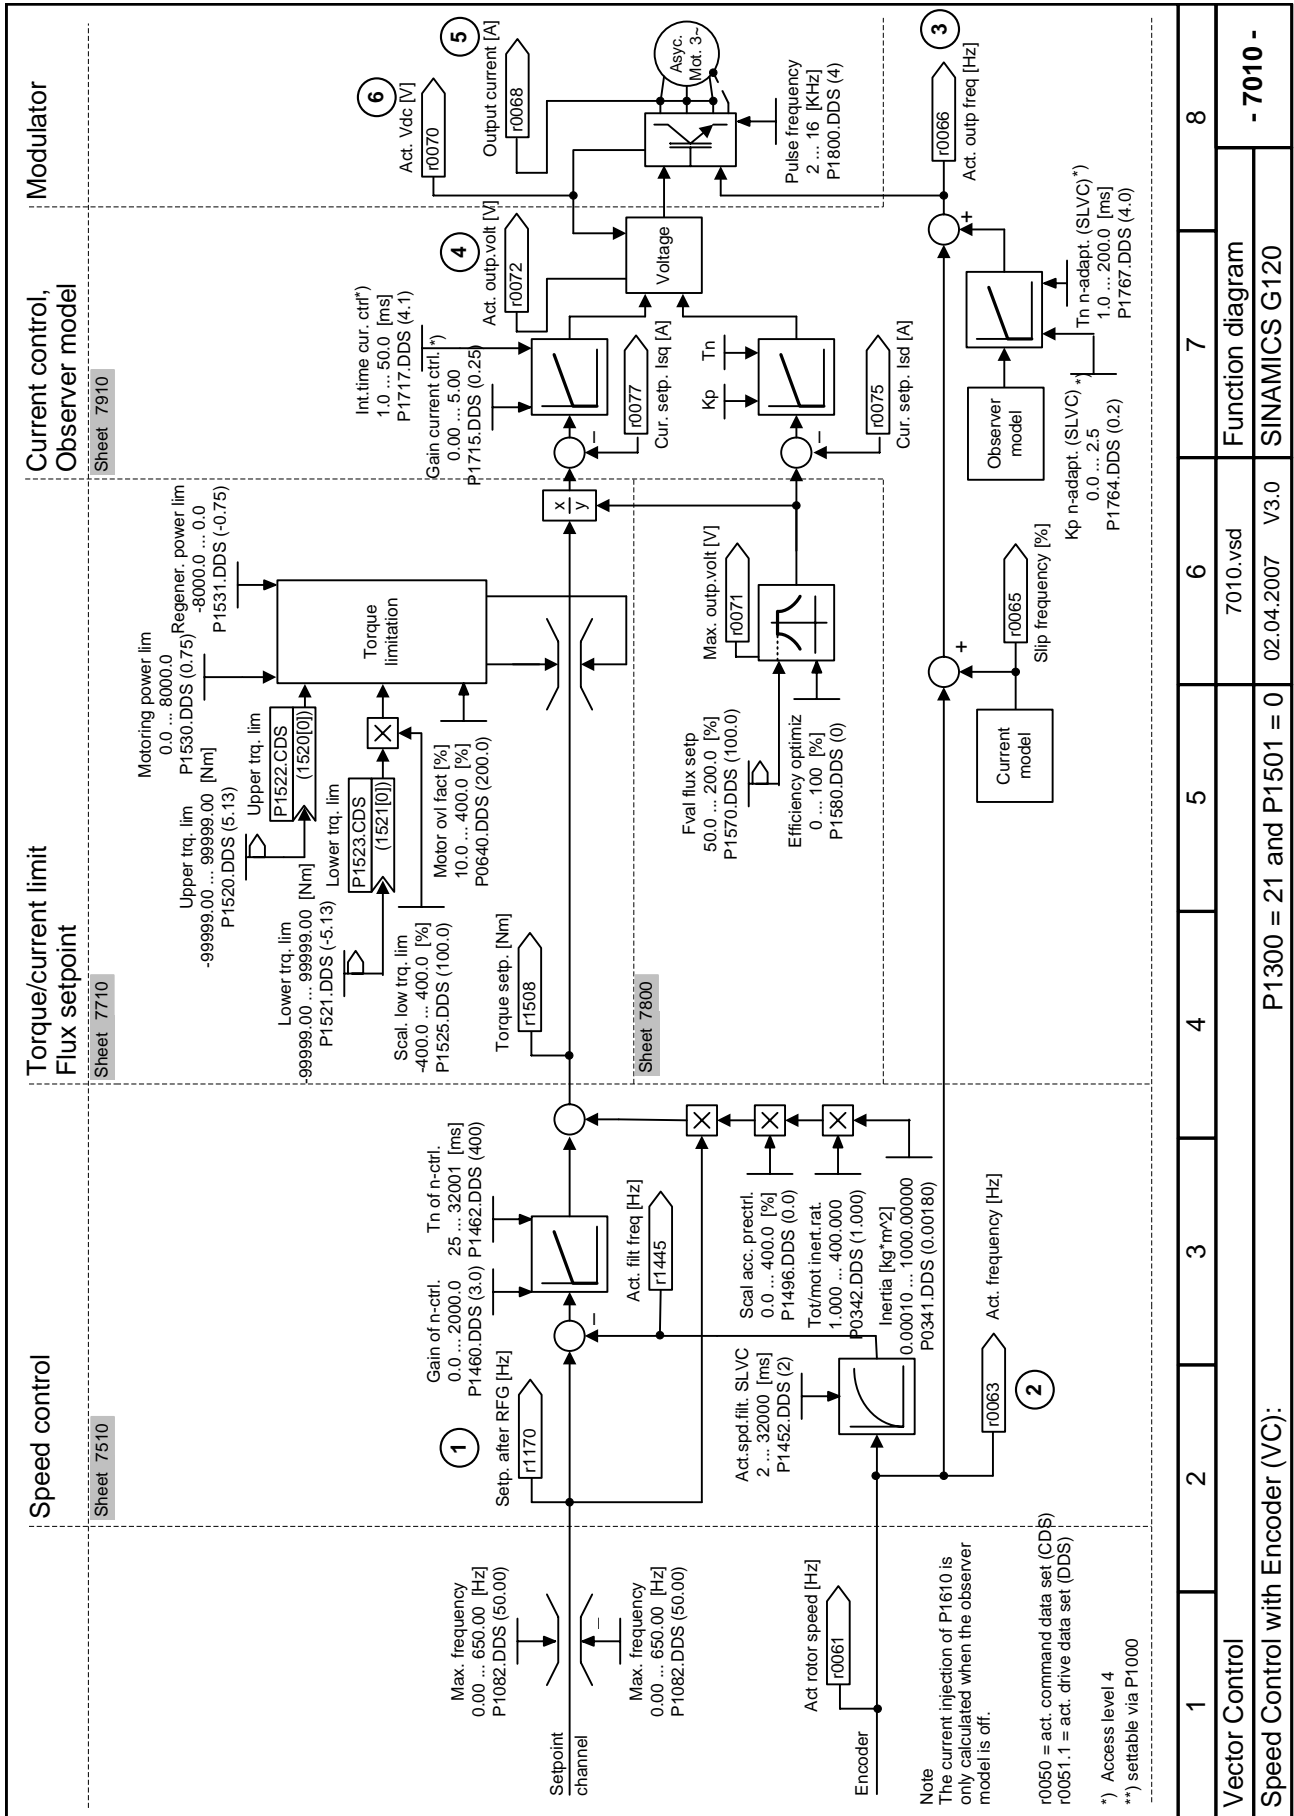 Speed control
Sheet 7510
Torque/current limit
Flux setpoint
Sheet 7710
Current control,
Observer model
Sheet 7910
Modulator
Setpoint
channel
Max. frequency
0.00 ... 650.00 [Hz]
P1082.DDS (50.00)
Max. frequency
0.00 ... 650.00 [Hz]
P1082.DDS (50.00)
–
1
Setp. after RFG [Hz]
r1170
Gain of n-ctrl.
0.0 ... 2000.0
P1460.DDS (3.0)
Tn of n-ctrl.
25 ... 32001 [ms]
P1462.DDS (400)
–
Act. filt freq [Hz]
r1445
Act.spd.filt. SLVC
2 ... 32000 [ms]
P1452.DDS (2)
Scal acc. prectrl.
0.0 ... 400.0 [%]
P1496.DDS (0.0)
Tot/mot inert.rat.
1.000 ... 400.000
P0342.DDS (1.000)
Inertia [kg*m^2]
0.00010 ... 1000.00000
P0341.DDS (0.00180)
Act. frequency [Hz]
r0063
2
Act rotor speed [Hz]
r0061
Encoder
Torque setp. [Nm]
r1508
Motoring power lim
0.0 ... 8000.0
P1530.DDS (0.75)
Regener. power lim
-8000.0 ... 0.0
P1531.DDS (-0.75)
Upper trq. lim
-99999.00 ... 99999.00 [Nm]
P1520.DDS (5.13)
Upper trq. lim
P1522.CDS
(1520[0])
Lower trq. lim
-99999.00 ... 99999.00 [Nm]
P1521.DDS (-5.13)
Lower trq. lim
P1523.CDS
(1521[0])
Scal. low trq. lim
-400.0 ... 400.0 [%]
P1525.DDS (100.0)
Motor ovl fact [%]
10.0 ... 400.0 [%]
P0640.DDS (200.0)
Torque
limitation
Sheet 7800
Fval flux setp
50.0 ... 200.0 [%]
P1570.DDS (100.0)
Efficiency optimiz
0 ... 100 [%]
P1580.DDS (0)
Max. outp.volt [V]
r0071
x
y
Int.time cur. ctrl*)
1.0 ... 50.0 [ms]
P1717.DDS (4.1)
Gain current ctrl. *)
0.00 ... 5.00
P1715.DDS (0.25)
–
r0077
Cur. setp. Isq [A]
Kp
Tn
–
r0075
Cur. setp. Isd [A]
4
Act. outp.volt [V]
r0072
Voltage
6
Act. Vdc [V]
r0070
5
Output current [A]
r0068
Asyc.
Mot. 3~
Pulse frequency
2 ... 16 [KHz]
P1800.DDS (4)
3
r0066
Act. outp freq [Hz]
Current
model
+
r0065
Slip frequency [%]
Observer
model
+
Kp n-adapt. (SLVC) *)
0.0 ... 2.5
P1764.DDS (0.2)
Tn n-adapt. (SLVC) *)
1.0 ... 200.0 [ms]
P1767.DDS (4.0)
Note
The current injection of P1610 is
only calculated when the observer
model is off.
r0050 = act. command data set (CDS)
r0051.1 = act. drive data set (DDS)
*) Access level 4
**) settable via P1000
1 2 3 4 5 6 7 8
Vector Control
7010.vsd
Function diagram
- 7010 -
Speed Control with Encoder (VC):
P1300 = 21 and P1501 = 0
02.04.2007 V3.0
SINAMICS G120